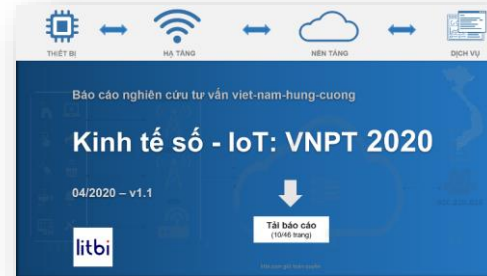 THIẾT BỊ
HẠ TẦNG
NỀN TẢNG
DỊCH VỤ
Báo cáo nghiên cứu tư vấn viet-nam-hung-cuong
Kinh tế số - IoT: VNPT 2020
04/2020 – v1.1
Tải báo cáo
(10/46 trang)
litbi